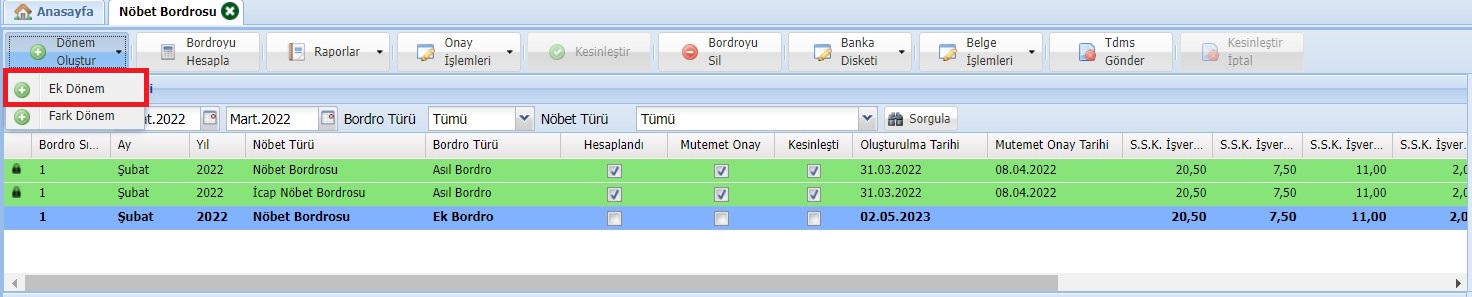 Anasayfa Nöbet Bordrosu
Dönem Oluştur Bordroyu Hesapla Raporlar Onay İşlemleri Kesinleştir Bordroyu Sil Banka Disketi Belge İşlemleri Tdms Gönder Kesinleştir İptal
Ek Dönem
Fark Dönem
at.2022 Mart.2022 Bordro Türü Tümü Nöbet Türü Tümü Sorgula
Bordro Sı... Ay Yıl Nöbet Türü Bordro Türü Hesaplandı Mutemet Onay Kesinleşti Oluşturulma Tarihi Mutemet Onay Tarihi S.S.K. İşver... S.S.K. İşver... S.S.K. İşver... S.S.K. İşver...
1 Şubat 2022 Nöbet Bordrosu Asıl Bordro 31.03.2022 08.04.2022 20,50 7,50 11,00 2,0
1 Şubat 2022 İcap Nöbet Bordrosu Asıl Bordro 31.03.2022 08.04.2022 20,50 7,50 11,00 2,0
1 Şubat 2022 Nöbet Bordrosu Ek Bordro 02.05.2023 20,50 7,50 11,00 2,0